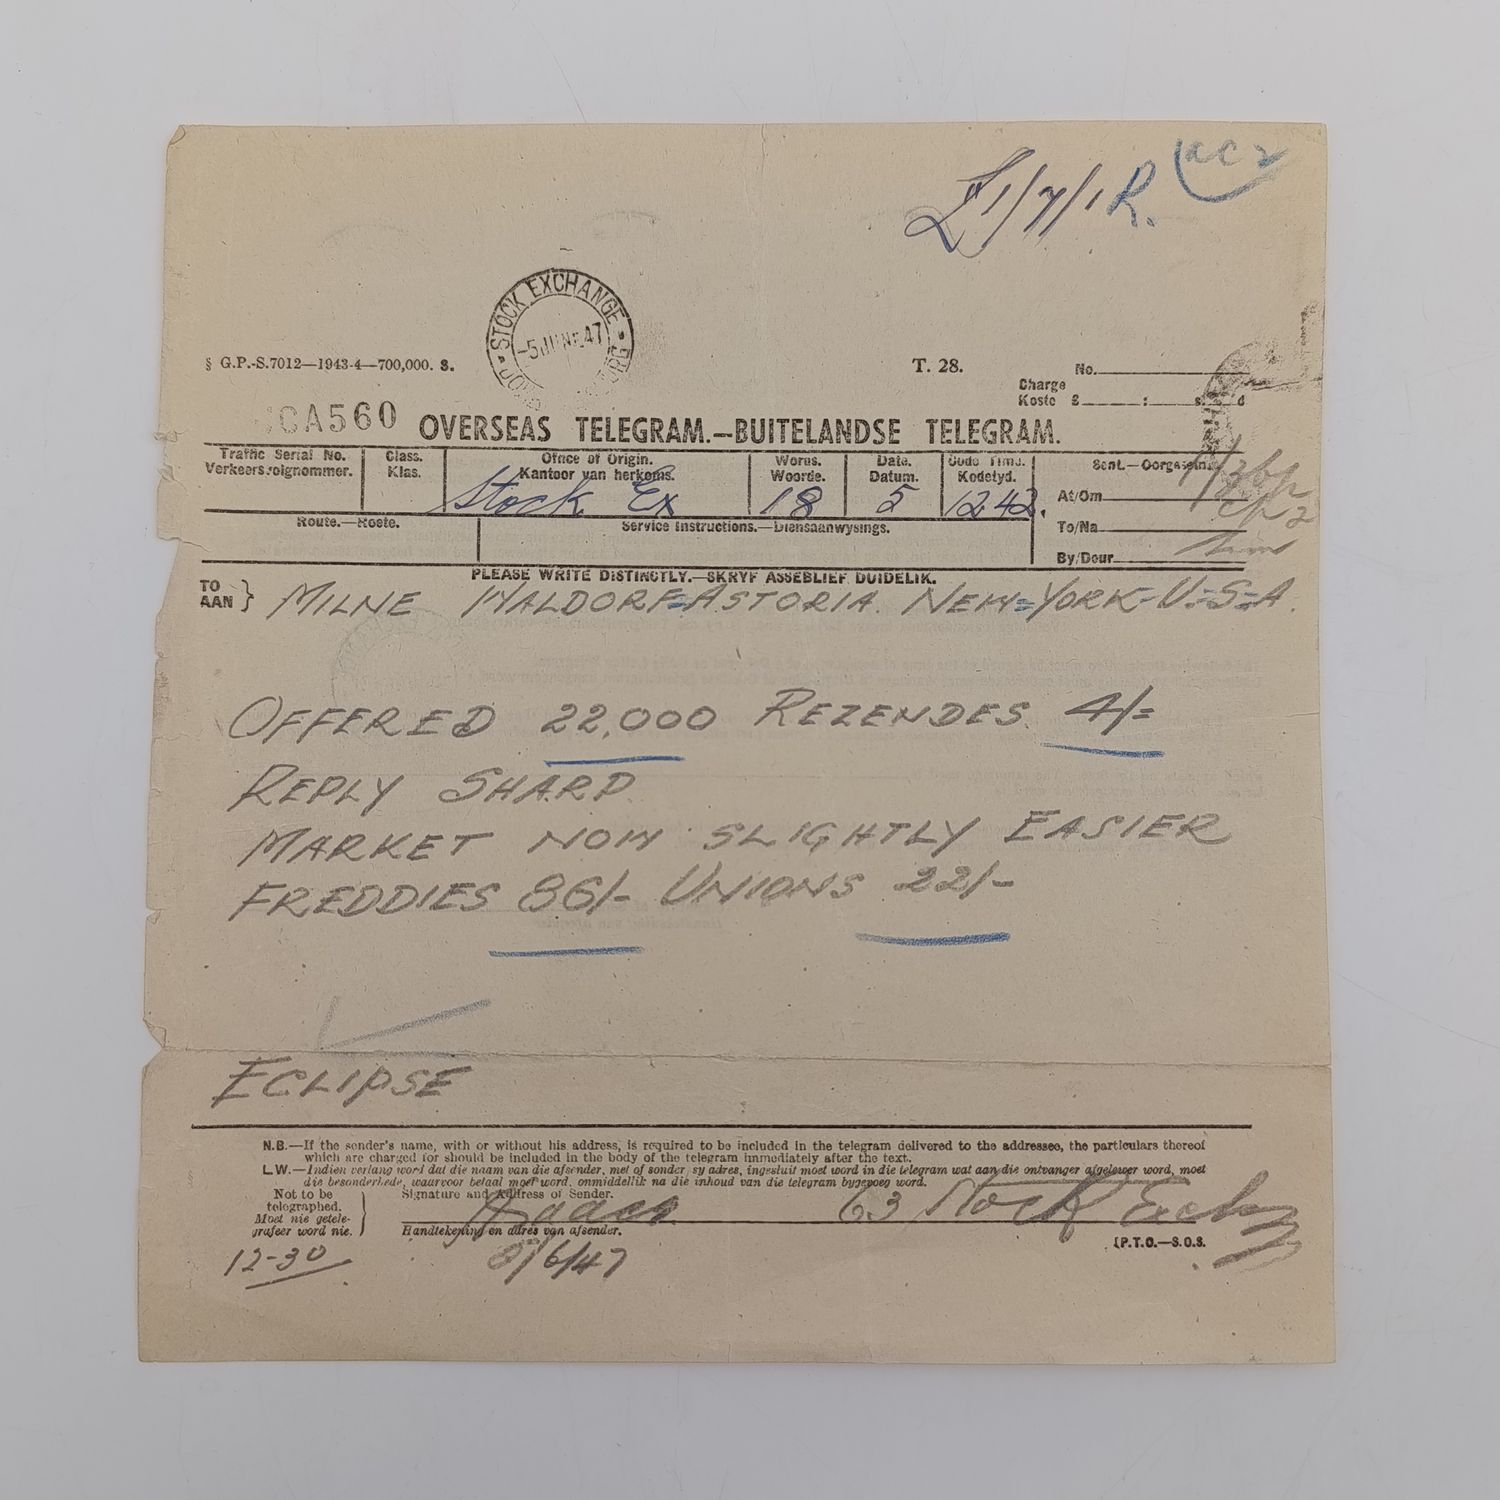 £1/7/1 R.
STOCK EXCHANGE
-5 JUNE 47
§ G.P.-S.7012—1943-4—700,000. S.
T. 28.
No.
Charge
Koste £ : s. d
CA560
OVERSEAS TELEGRAM.—BUITELANDSE TELEGRAM.
Traffic Serial No.
Verkeersvolgnommer.
Class.
Klas.
Office of Origin.
Kantoor van herkoms.
Stock Ex
Words.
Woorde.
18
Date.
Datum.
5
Code Time.
Kodetyd.
1242.
Sent.—Oorgesein.
At/Om
To/Na
By/Deur
Route.—Roete.
Service Instructions.—Diensaanwysings.
PLEASE WRITE DISTINCTLY.—SKRYF ASSEBLIEF DUIDELIK.
TO
AAN
MILNE WALDORF=ASTORIA. NEW=YORK-U.=S.=A.
OFFERED 22,000 REZENDES. 4/=
REPLY SHARP
MARKET NOW SLIGHTLY EASIER
FREDDIES 86/- UNIONS 22/-
ECLIPSE
N.B.—If the sender's name, with or without his address, is required to be included in the telegram delivered to the addressee, the particulars thereof
which are charged for should be included in the body of the telegram immediately after the text.
L.W.—Indien verlang word dat die naam van die afsender, met of sonder sy adres, ingesluit moet word in die telegram wat aan die ontvanger afgelewer word, moet
die besonderhede, waarvoor betaal moet word, onmiddellik na die inhoud van die telegram bygevoeg word.
Not to be
telegraphed.
Moet nie getele-
grafeer word nie.
Signature and Address of Sender.
63 Stock Exch
Handtekening en adres van afsender.
[P.T.O.—S.O.S.
12-30
5/6/47